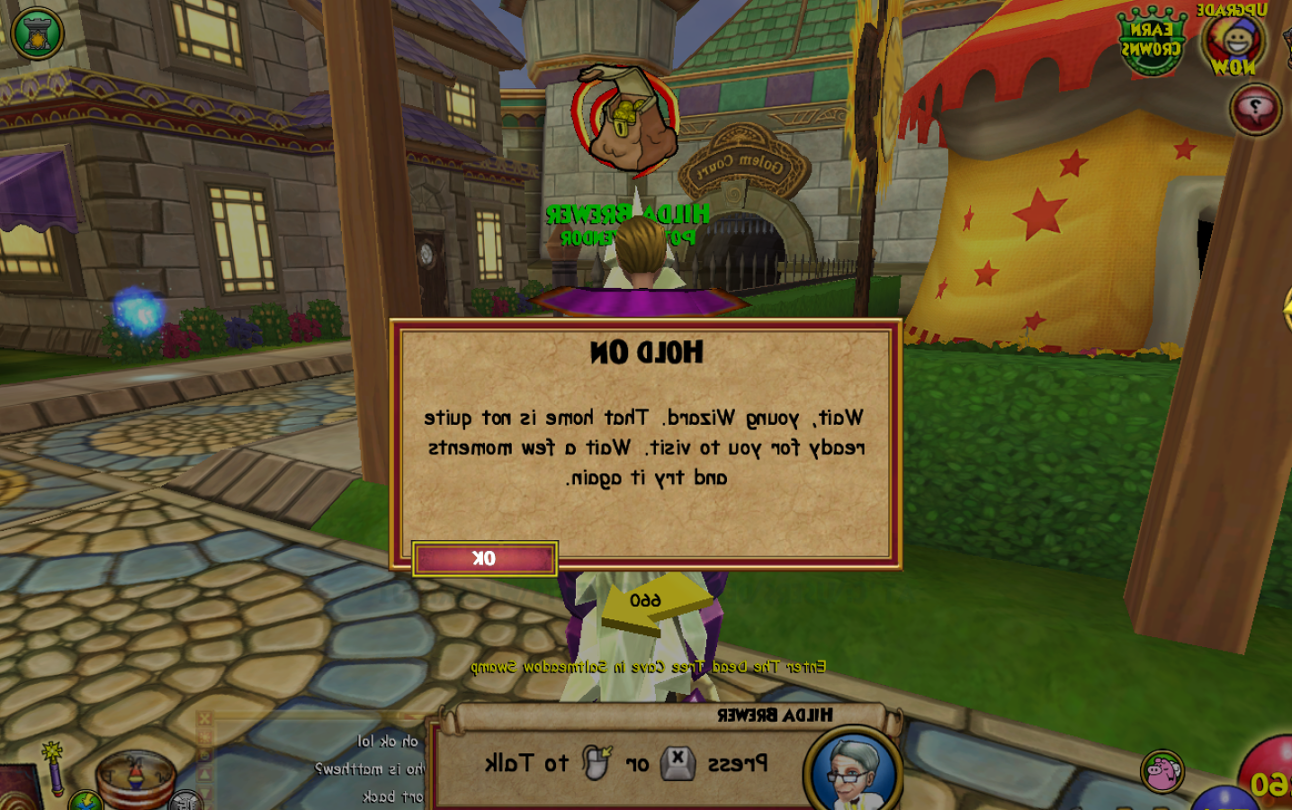 UPGRADE
EARN
CROWNS
NOW
?
Golem Court
HILDA BREWER
HOLD ON
Wait, young Wizard. That home is not quite
ready for you to visit. Wait a few moments
and try it again.
OK
660
Enter The Dead Tree Cave in Saltmeadow Swamp
HILDA BREWER
Press X or to Talk
oh ok lol
who is matthew?
port back
60